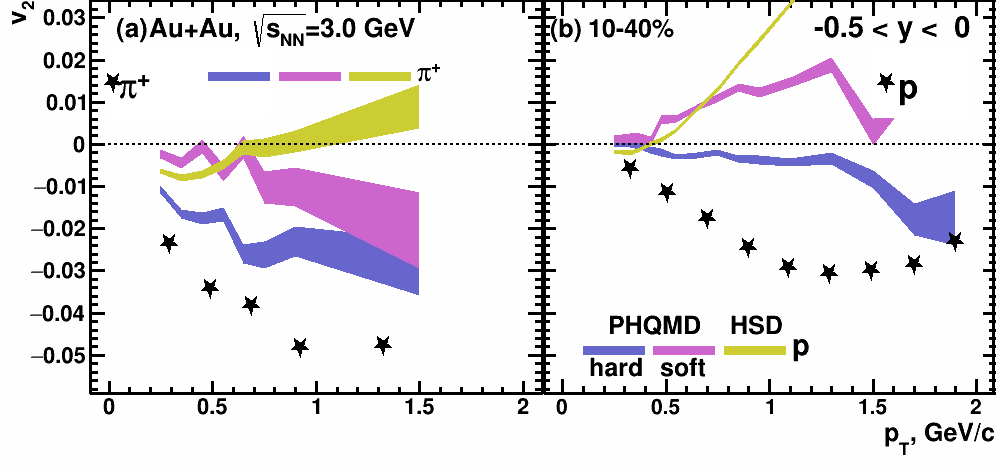 v2
0.03
0.02
0.01
0
−0.01
−0.02
−0.03
−0.04
−0.05
(a) Au+Au, √sNN=3.0 GeV
π+
π+
0 0.5 1 1.5 2
(b) 10-40% -0.5 < y < 0
p
PHQMD HSD
p
hard soft
0 0.5 1 1.5 2
pT, GeV/c